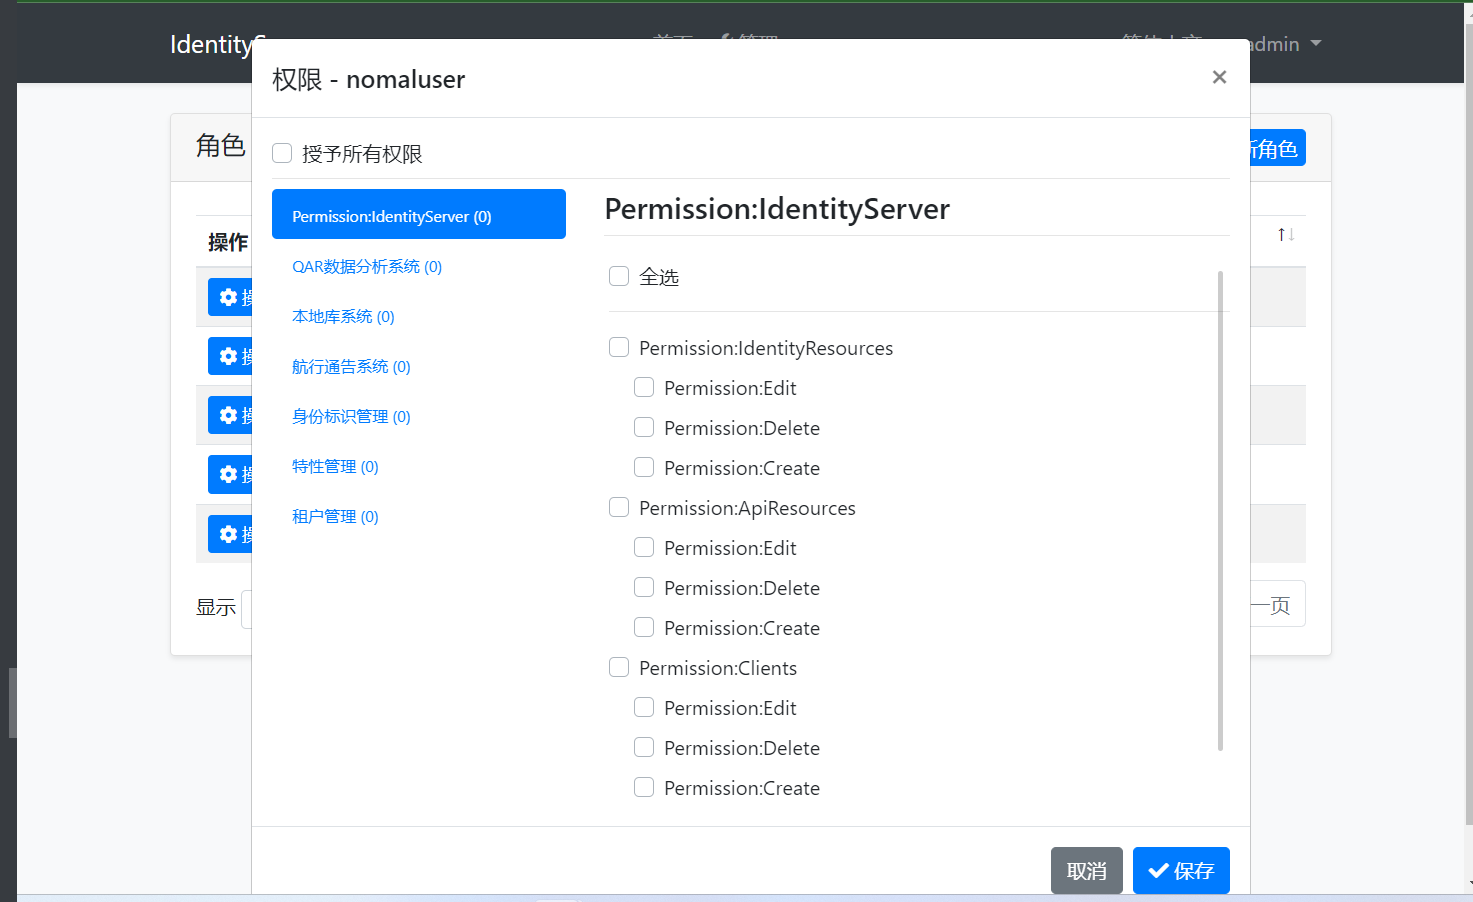 IdentityS
admin
权限 - nomaluser
×
角色
授予所有权限
新角色
Permission:IdentityServer (0)
QAR数据分析系统 (0)
本地库系统 (0)
航行通告系统 (0)
身份标识管理 (0)
特性管理 (0)
租户管理 (0)
Permission:IdentityServer
全选
Permission:IdentityResources
Permission:Edit
Permission:Delete
Permission:Create
Permission:ApiResources
Permission:Edit
Permission:Delete
Permission:Create
Permission:Clients
Permission:Edit
Permission:Delete
Permission:Create
操作
显示
一页
取消
保存